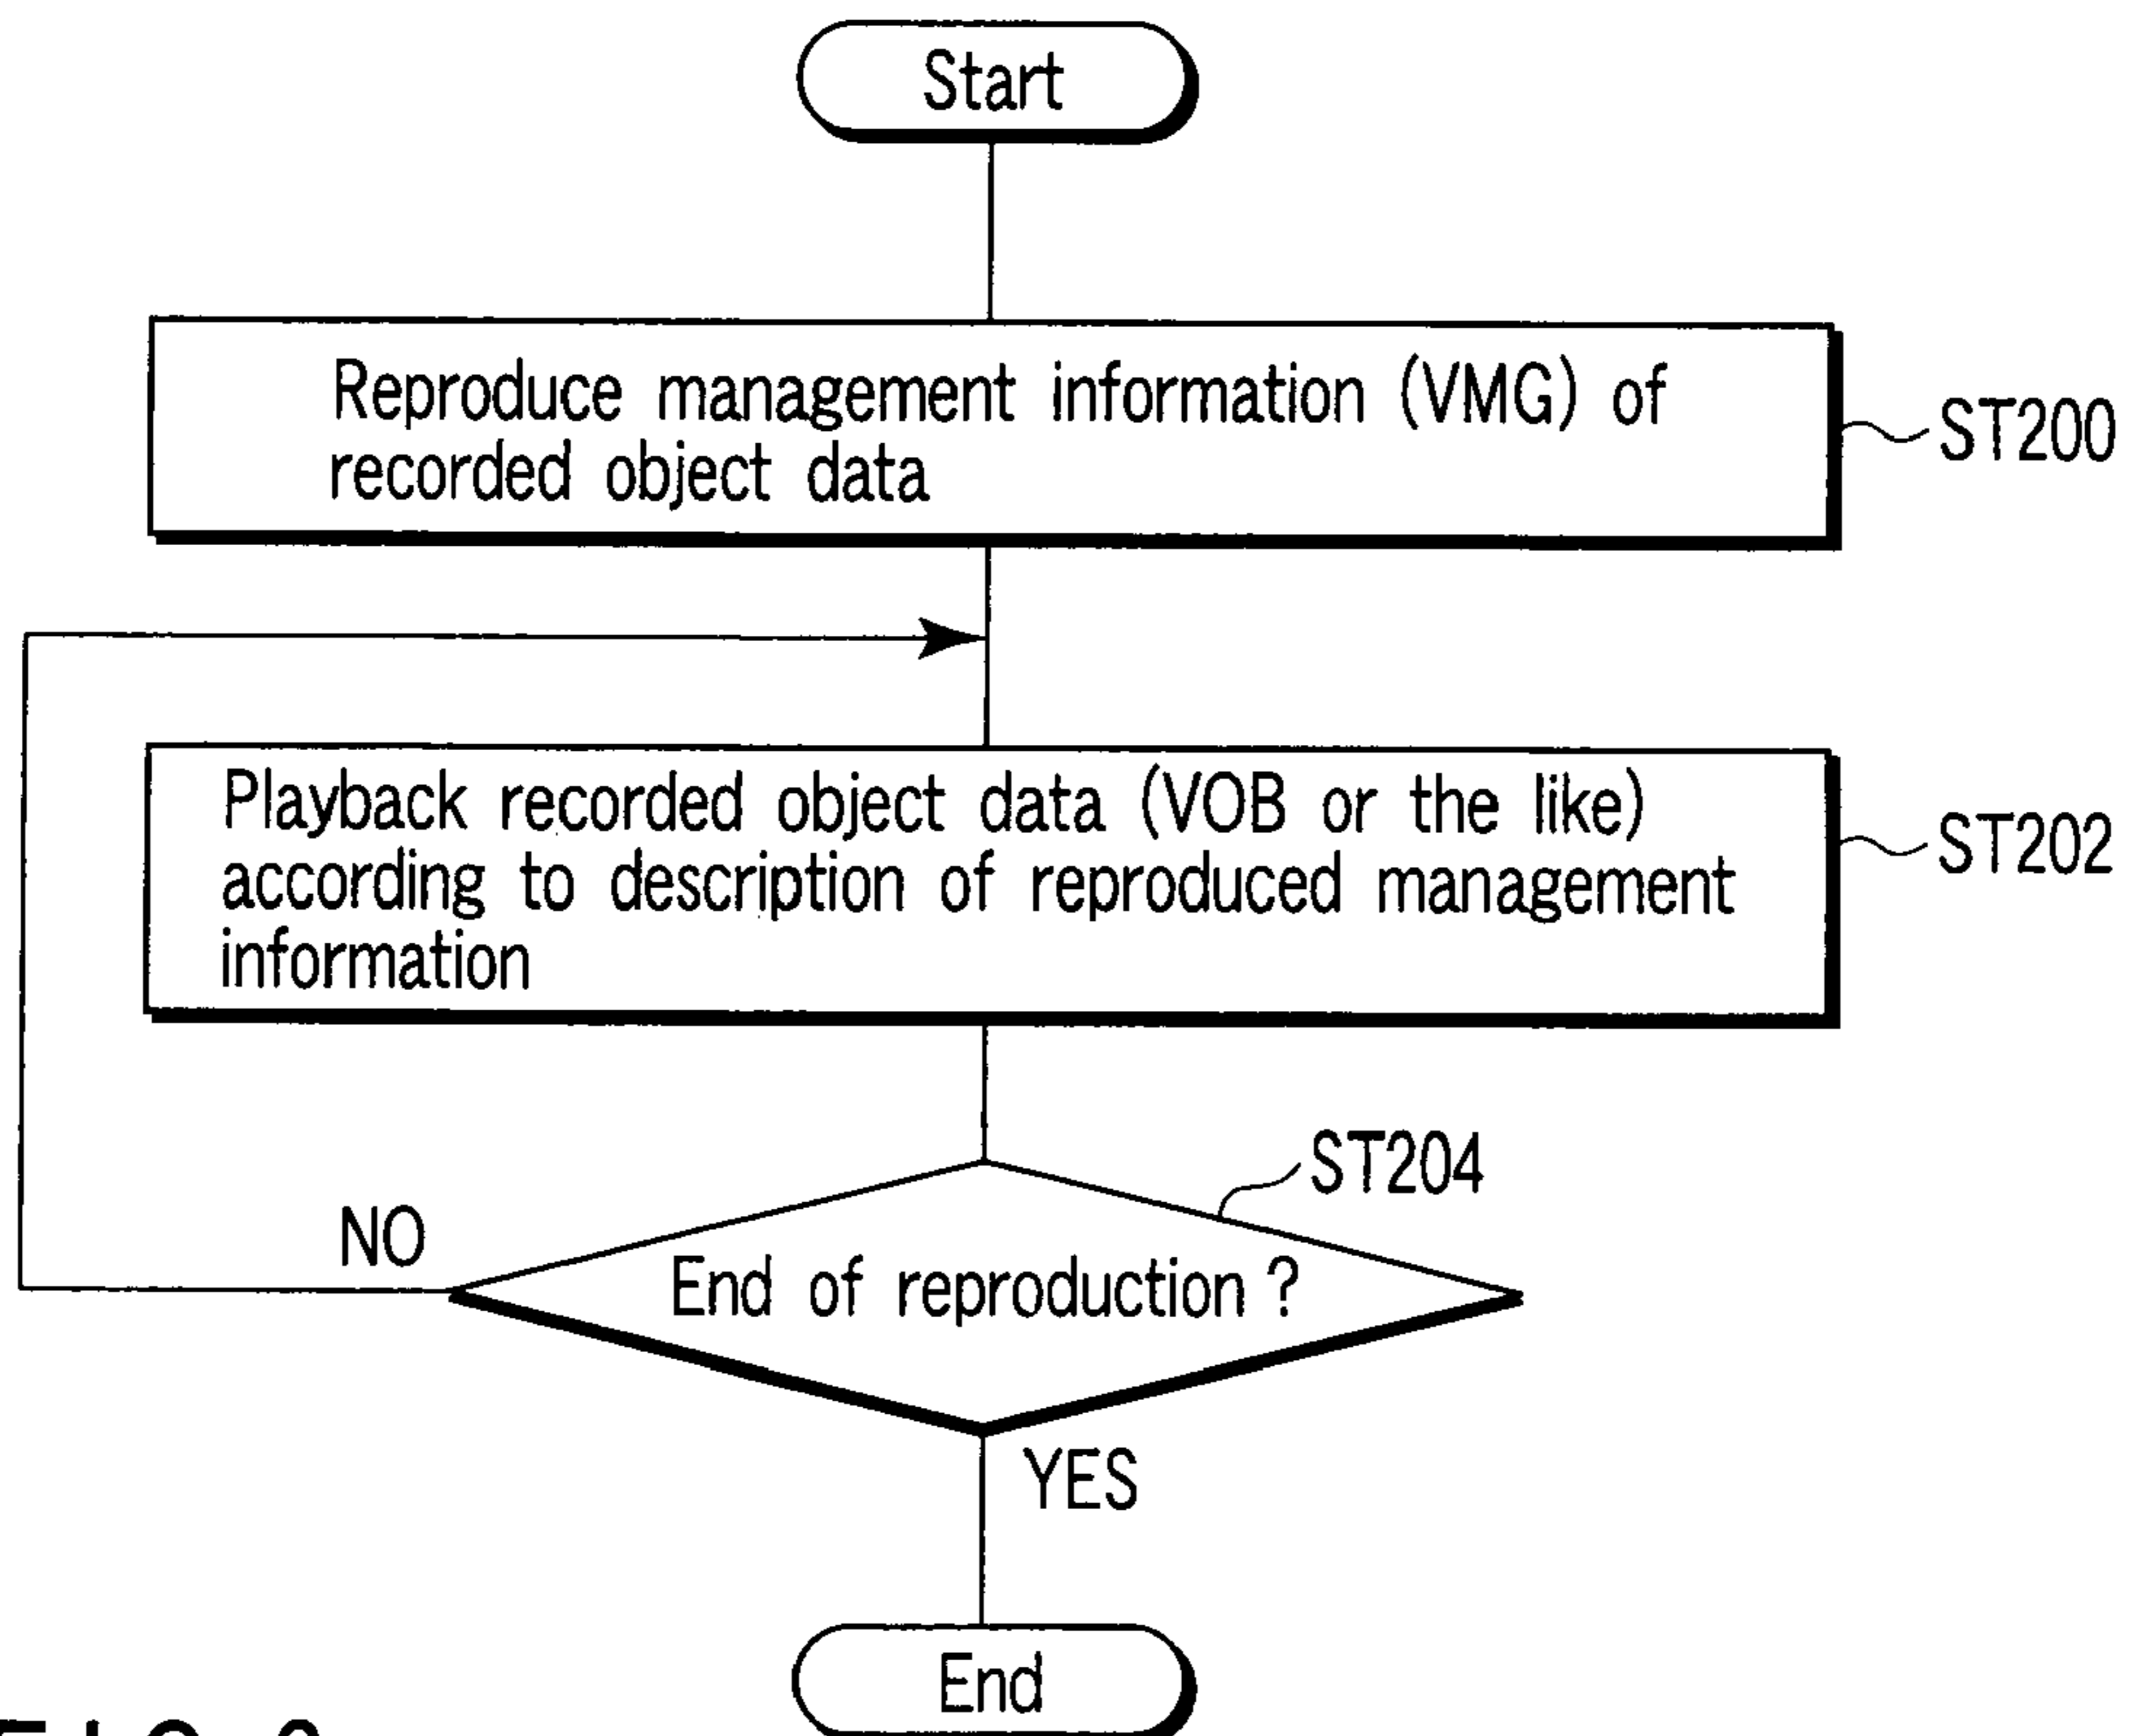 Start
Reproduce management information (VMG) of
recorded object data
ST200
Playback recorded object data (VOB or the like)
according to description of reproduced management
information
ST202
ST204
NO
End of reproduction ?
YES
End